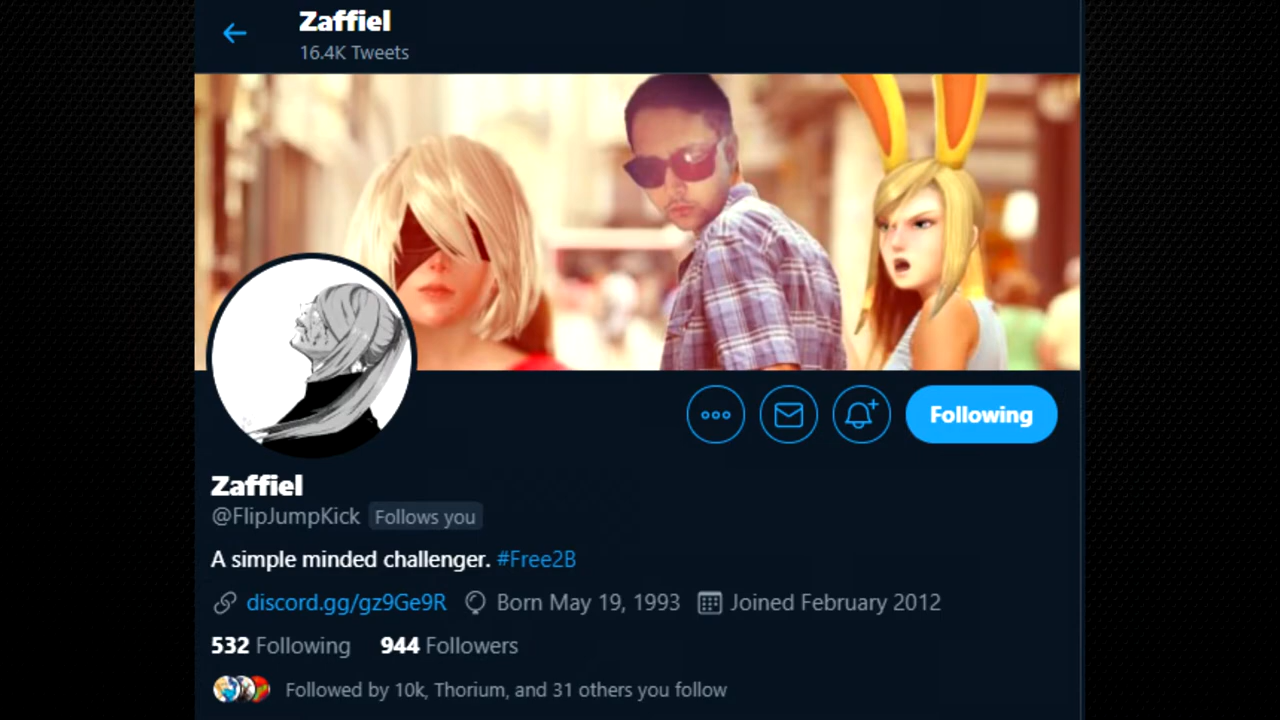 Zaffiel
16.4K Tweets
Following
Zaffiel
@FlipJumpKick Follows you
A simple minded challenger. #Free2B
discord.gg/gz9Ge9R Born May 19, 1993 Joined February 2012
532 Following 944 Followers
Followed by 10k, Thorium, and 31 others you follow